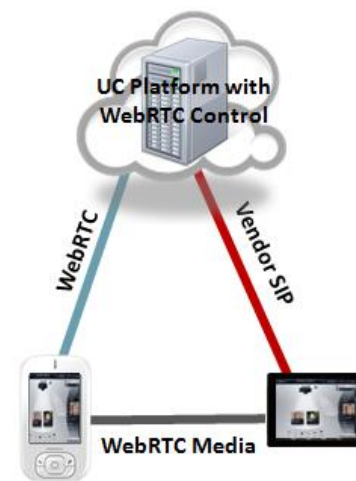 UC Platform with
WebRTC Control
WebRTC
Vendor SIP
WebRTC Media